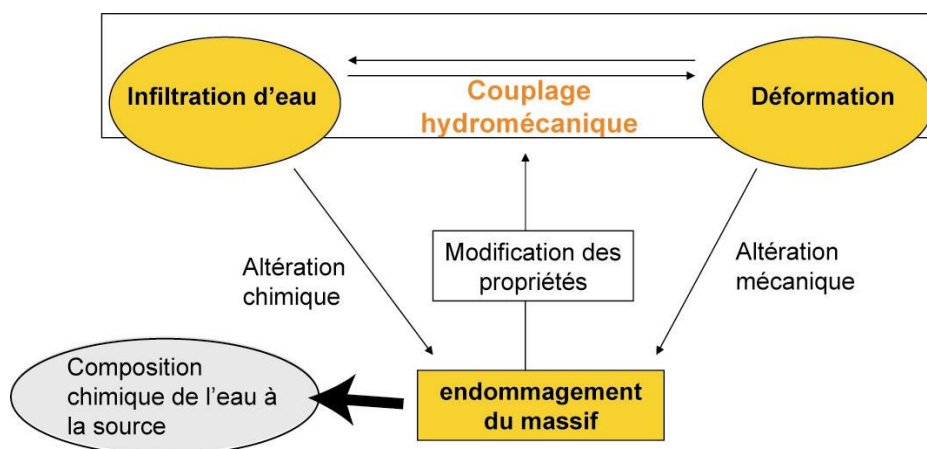 Infiltration d’eau
Couplage
hydromécanique
Déformation
Altération
chimique
Modification des
propriétés
Altération
mécanique
Composition
chimique de l’eau à
la source
endommagement
du massif